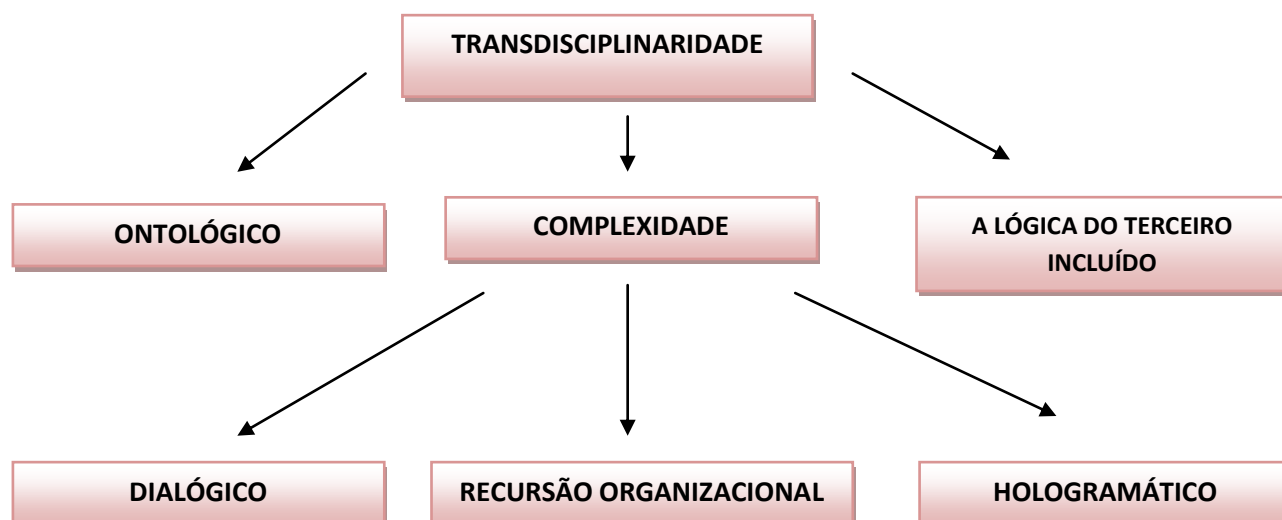 TRANSDISCIPLINARIDADE
ONTOLÓGICO
COMPLEXIDADE
A LÓGICA DO TERCEIRO
INCLUÍDO
DIALÓGICO
RECURSÃO ORGANIZACIONAL
HOLOGRAMÁTICO